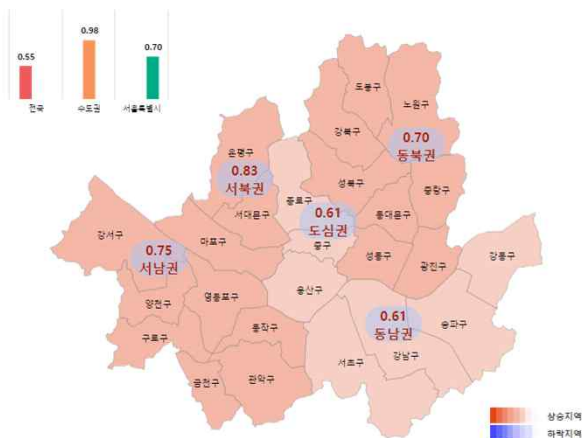 0.55
0.98
0.70
전국
수도권
서울특별시
도봉구
노원구
강북구
0.70
동북권
은평구
0.83
서북권
성북구
중랑구
종로구
서대문구
0.61
도심권
동대문구
중구
강서구
마포구
0.75
서남권
성동구
광진구
강동구
양천구
영등포구
용산구
0.61
동남권
송파구
구로구
동작구
서초구
강남구
금천구
관악구
상승지역
하락지역